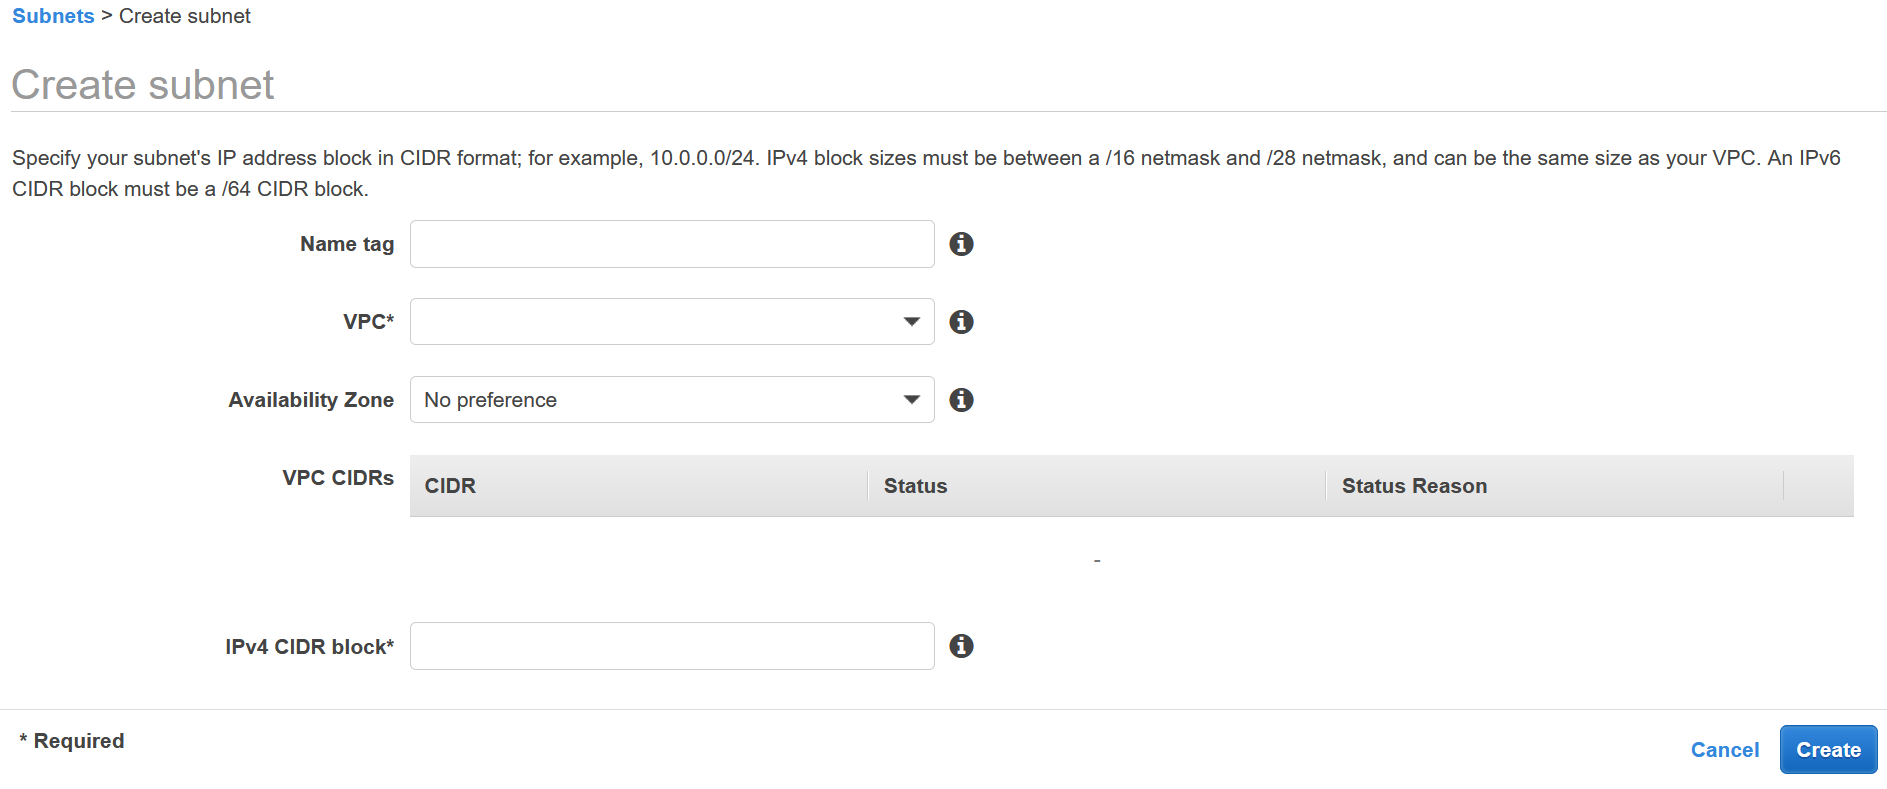 Subnets > Create subnet
Create subnet
Specify your subnet's IP address block in CIDR format; for example, 10.0.0.0/24. IPv4 block sizes must be between a /16 netmask and /28 netmask, and can be the same size as your VPC. An IPv6
CIDR block must be a /64 CIDR block.
Name tag
VPC*
Availability Zone No preference
VPC CIDRs CIDR Status Status Reason
-
IPv4 CIDR block*
* Required
Cancel Create